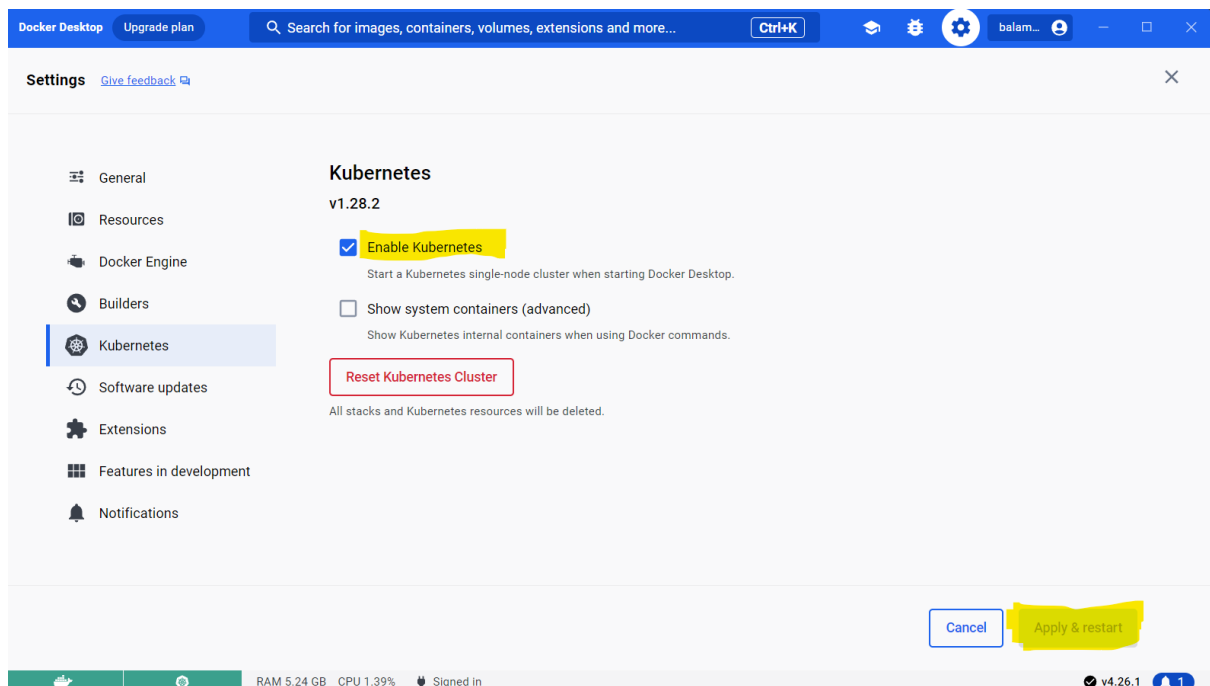 Docker Desktop Upgrade plan Search for images, containers, volumes, extensions and more... Ctrl+K balam...
Settings Give feedback
General
Resources
Docker Engine
Builders
Kubernetes
Software updates
Extensions
Features in development
Notifications
Kubernetes
v1.28.2
Enable Kubernetes
Start a Kubernetes single-node cluster when starting Docker Desktop.
Show system containers (advanced)
Show Kubernetes internal containers when using Docker commands.
Reset Kubernetes Cluster
All stacks and Kubernetes resources will be deleted.
Cancel Apply & restart
RAM 5.24 GB CPU 1.39% Signed in v4.26.1 1